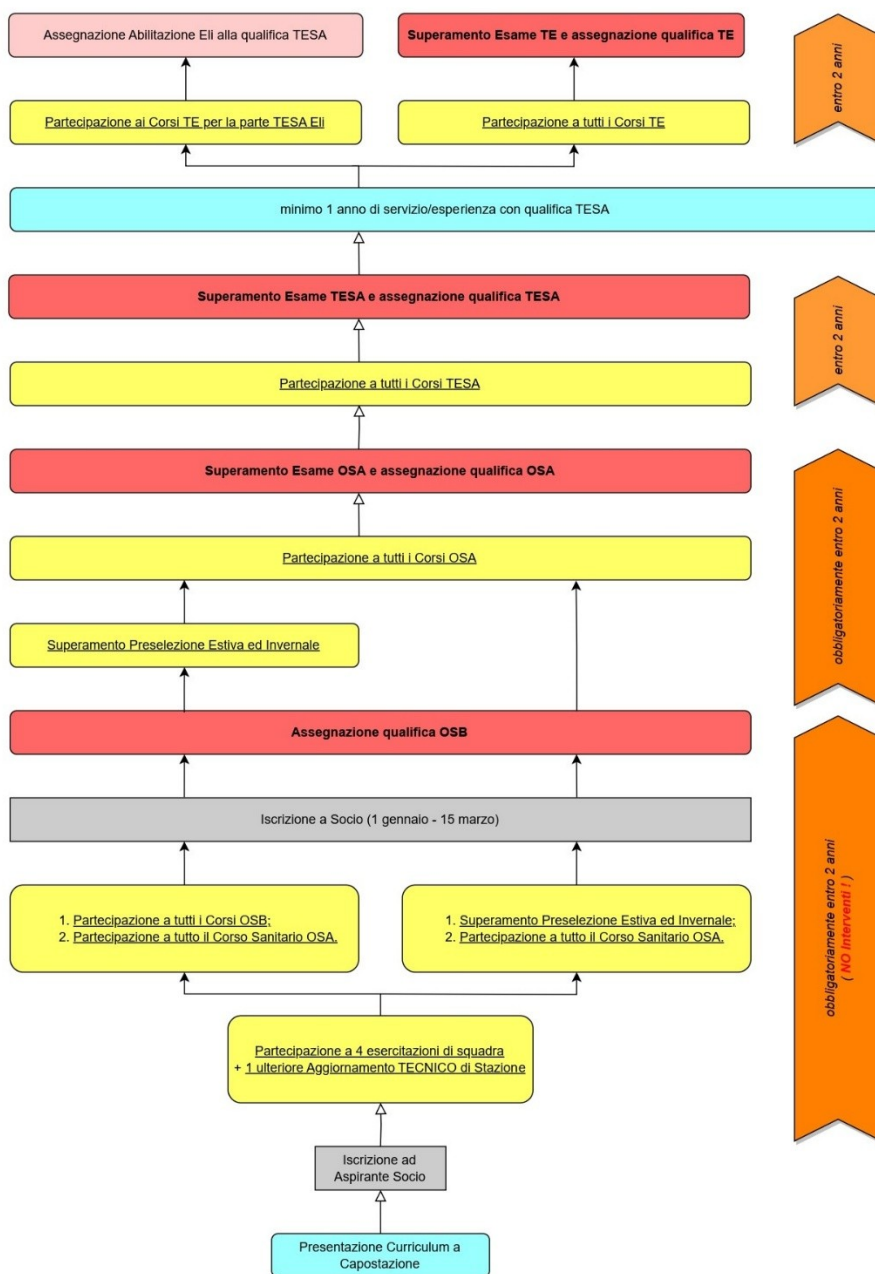 Assegnazione Abilitazione Eli alla qualifica TESA
Superamento Esame TE e assegnazione qualifica TE
entro 2 anni
Partecipazione ai Corsi TE per la parte TESA Eli
Partecipazione a tutti i Corsi TE
minimo 1 anno di servizio/esperienza con qualifica TESA
Superamento Esame TESA e assegnazione qualifica TESA
entro 2 anni
Partecipazione a tutti i Corsi TESA
Superamento Esame OSA e assegnazione qualifica OSA
obbligatoriamente entro 2 anni
Partecipazione a tutti i Corsi OSA
Superamento Preselezione Estiva ed Invernale
Assegnazione qualifica OSB
Iscrizione a Socio (1 gennaio - 15 marzo)
1. Partecipazione a tutti i Corsi OSB;
2. Partecipazione a tutto il Corso Sanitario OSA.
1. Superamento Preselezione Estiva ed Invernale;
2. Partecipazione a tutto il Corso Sanitario OSA.
obbligatoriamente entro 2 anni
( NO Interventi ! )
Partecipazione a 4 esercitazioni di squadra
+ 1 ulteriore Aggiornamento TECNICO di Stazione
Iscrizione ad
Aspirante Socio
Presentazione Curriculum a
Capostazione